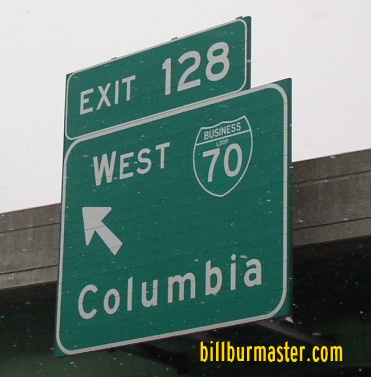 EXIT 128
WEST
BUSINESS
LOOP
70
Columbia
billburmaster.com